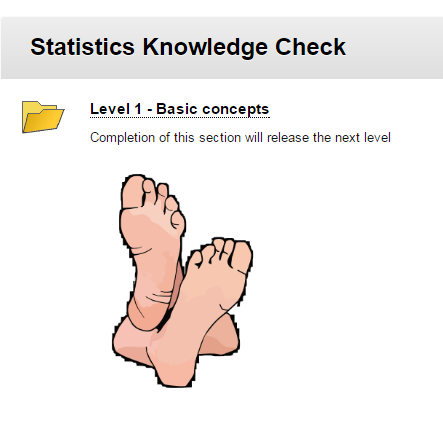 Statistics Knowledge Check
Level 1 - Basic concepts
Completion of this section will release the next level